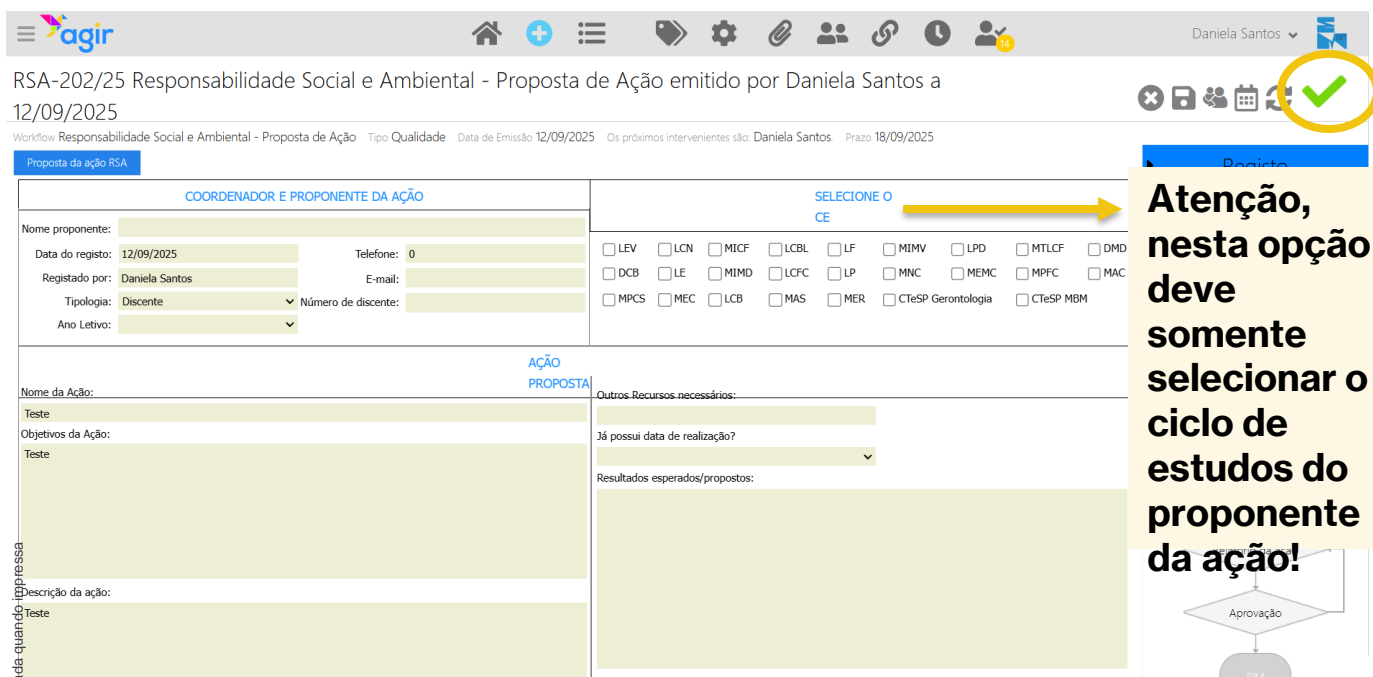 agir
14
Daniela Santos
RSA-202/25 Responsabilidade Social e Ambiental - Proposta de Ação emitido por Daniela Santos a
12/09/2025
Workflow Responsabilidade Social e Ambiental - Proposta de Ação Tipo Qualidade Data de Emissão 12/09/2025 Os próximos intervenientes são: Daniela Santos. Prazo 18/09/2025
Proposta da ação RSA
Registo
COORDENADOR E PROPONENTE DA AÇÃO
Nome proponente:
Data do registo: 12/09/2025 Telefone: 0
Registado por: Daniela Santos E-mail:
Tipologia: Discente Número de discente:
Ano Letivo:
SELECIONE O
CE
LEV LCN MICF LCBL LF MIMV LPD MTLCF DMD
DCB LE MIMD LCFC LP MNC MEMC MPFC MAC
MPCS MEC LCB MAS MER CTeSP Gerontologia CTeSP MBM
Atenção,
nesta opção
deve
somente
selecionar o
ciclo de
estudos do
proponente
da ação!
AÇÃO
PROPOSTA
Nome da Ação:
Teste
Objetivos da Ação:
Teste
Descrição da ação:
Teste
Outros Recursos necessários:
Já possui data de realização?
Resultados esperados/propostos:
Aprovação
SIM
da quando impressa